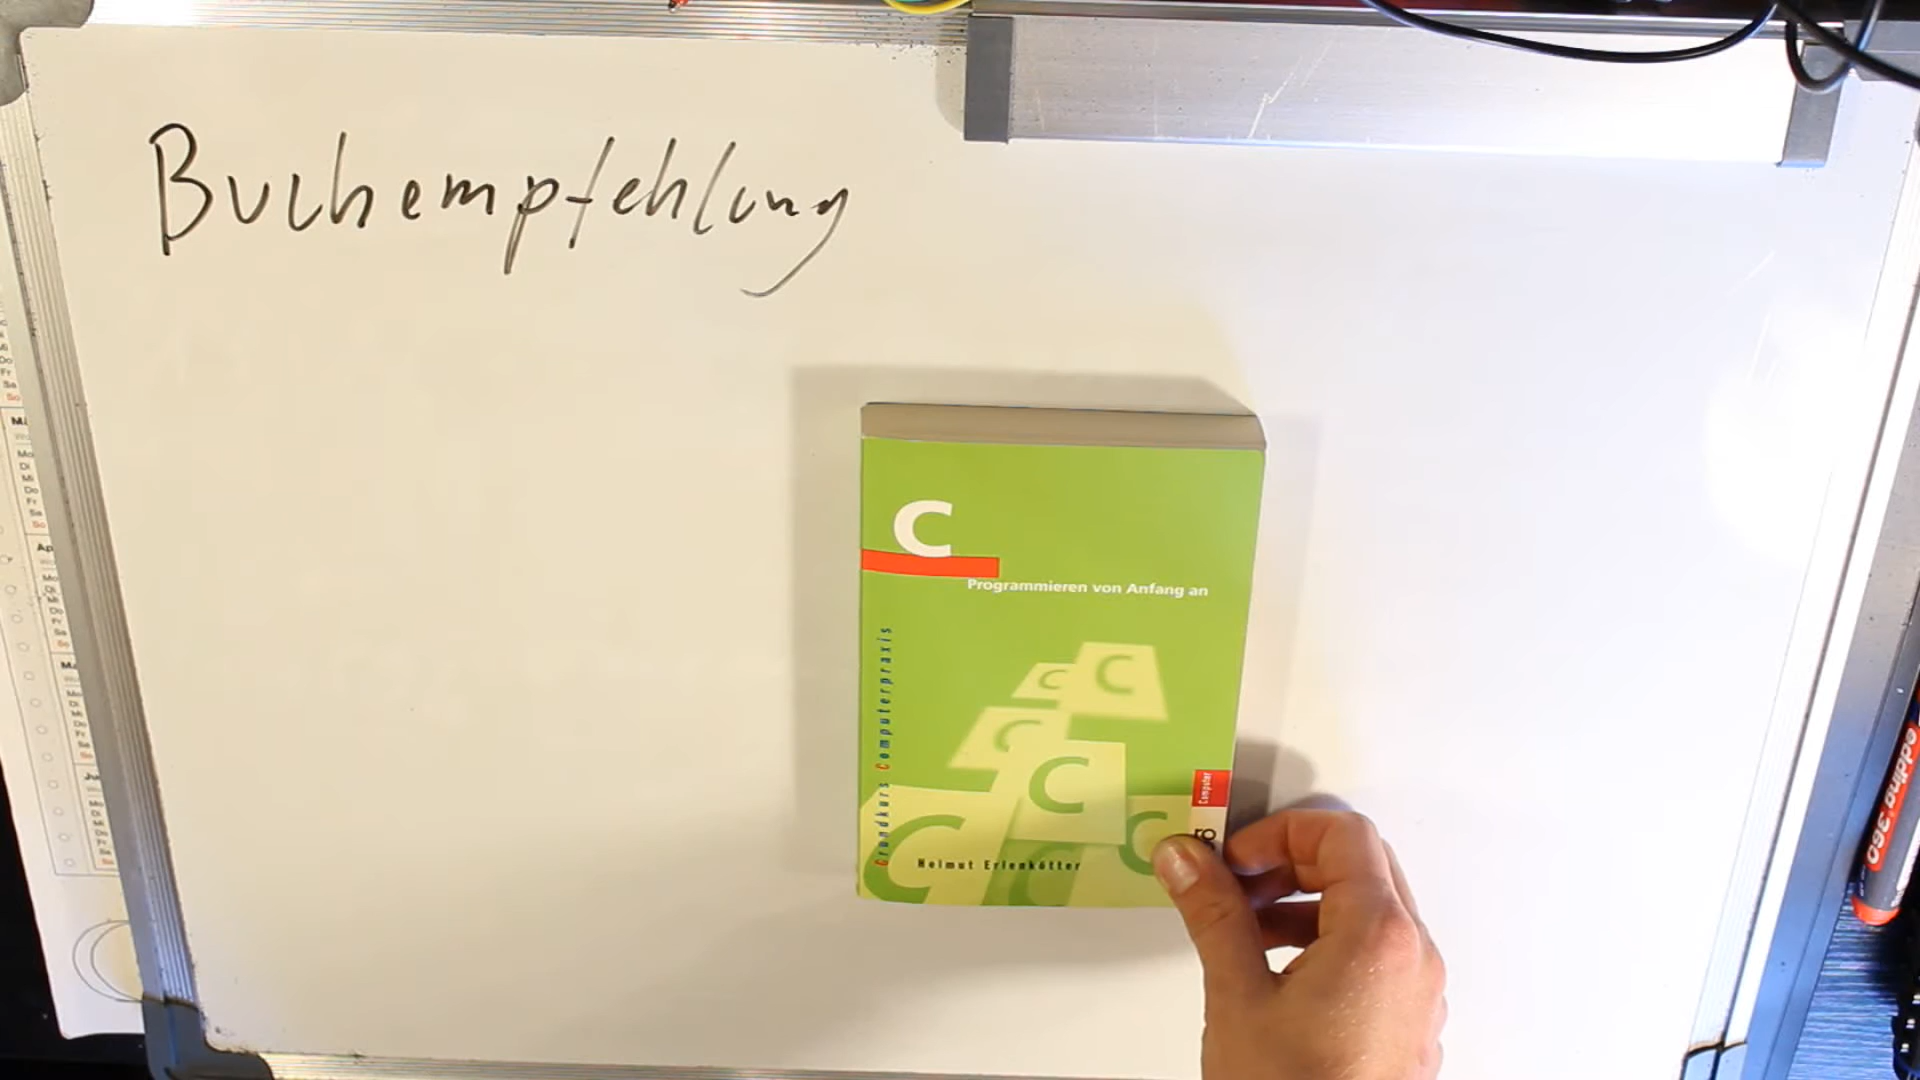 Buchempfehlung
C
Programmieren von Anfang an
Grundkurs Computerpraxis
C
C
C
C
C
C
C
Computer
ro
Helmut Erlenkötter
edding 360